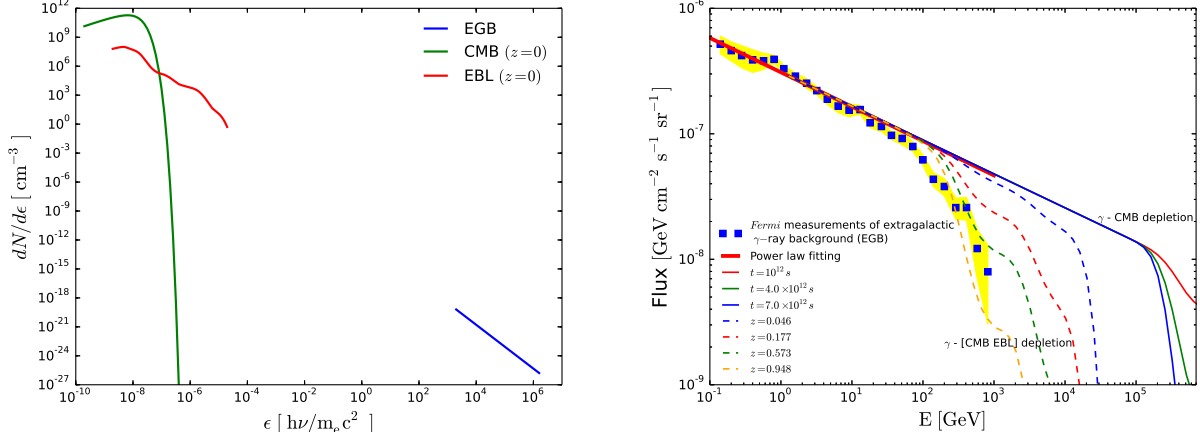 10^12
10^9
10^6
10^3
10^0
10^-3
10^-6
10^-9
10^-12
10^-15
10^-18
10^-21
10^-24
10^-27
dN/dϵ [ cm^−3 ]
EGB
CMB (z=0)
EBL (z=0)
10^-10
10^-8
10^-6
10^-4
10^-2
10^0
10^2
10^4
10^6
ϵ [ hν/m_e c^2 ]
10^-6
10^-7
10^-8
10^-9
Flux [GeV cm^−2 s^−1 sr^−1]
γ - CMB depletion
Fermi measurements of extragalactic
γ−ray background (EGB)
Power law fitting
t=10^12 s
t=4.0×10^12 s
t=7.0×10^12 s
z=0.046
z=0.177
z=0.573
z=0.948
γ - [CMB EBL] depletion
10^-1
10^0
10^1
10^2
10^3
10^4
10^5
E [GeV]